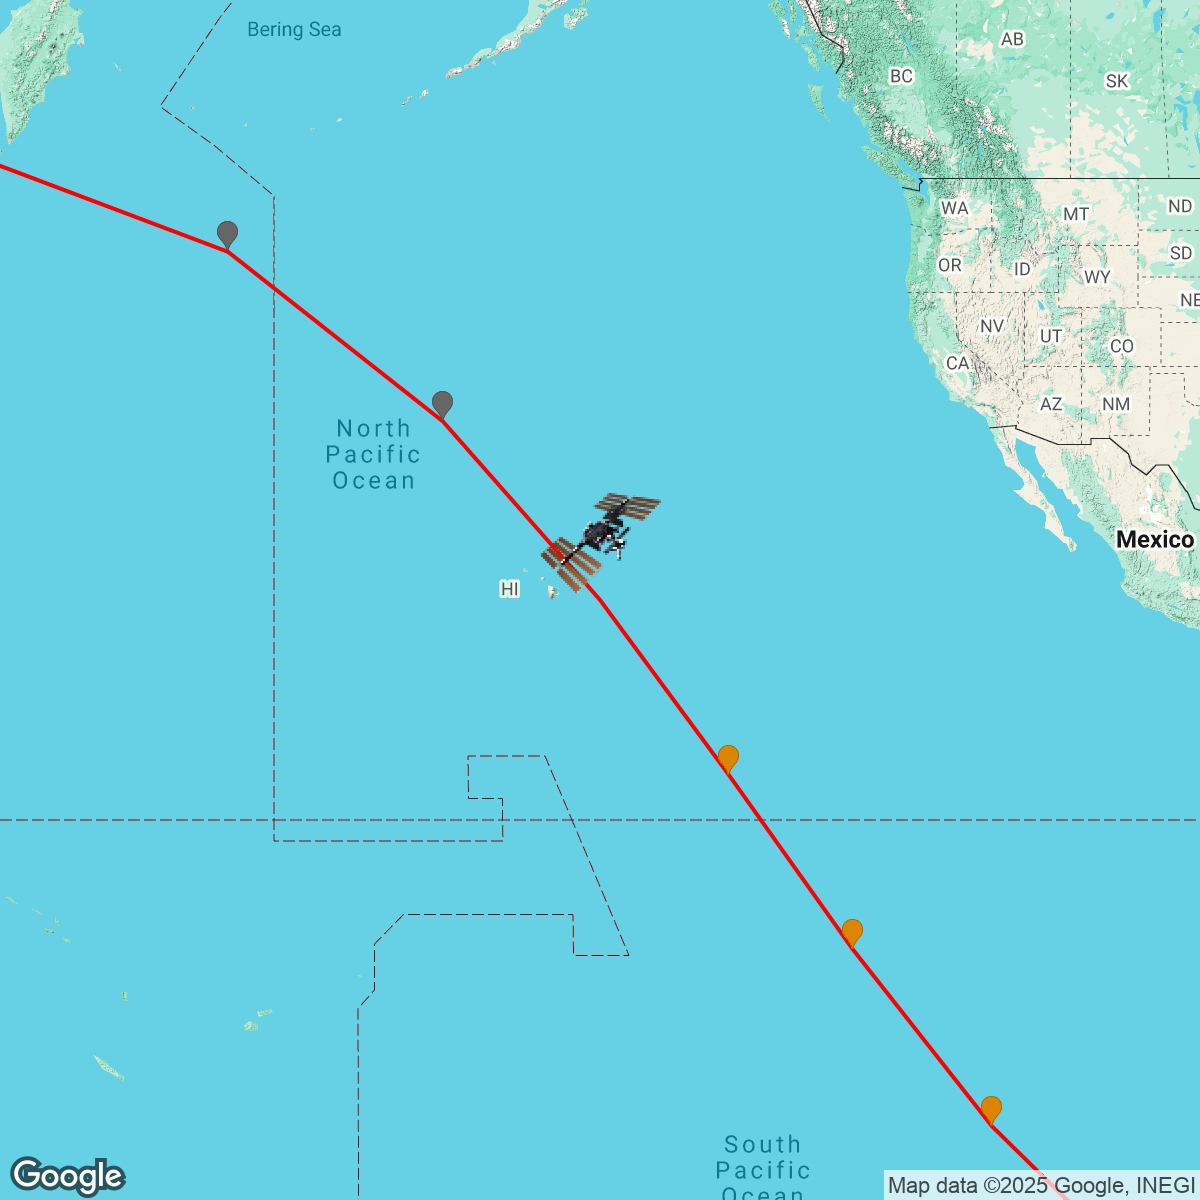 Bering Sea
AB
BC
SK
WA
MT
ND
OR
ID
SD
WY
NE
NV
UT
CO
CA
AZ
NM
North
Pacific
Ocean
Mexico
HI
South
Pacific
Ocean
Google
Map data ©2025 Google, INEGI